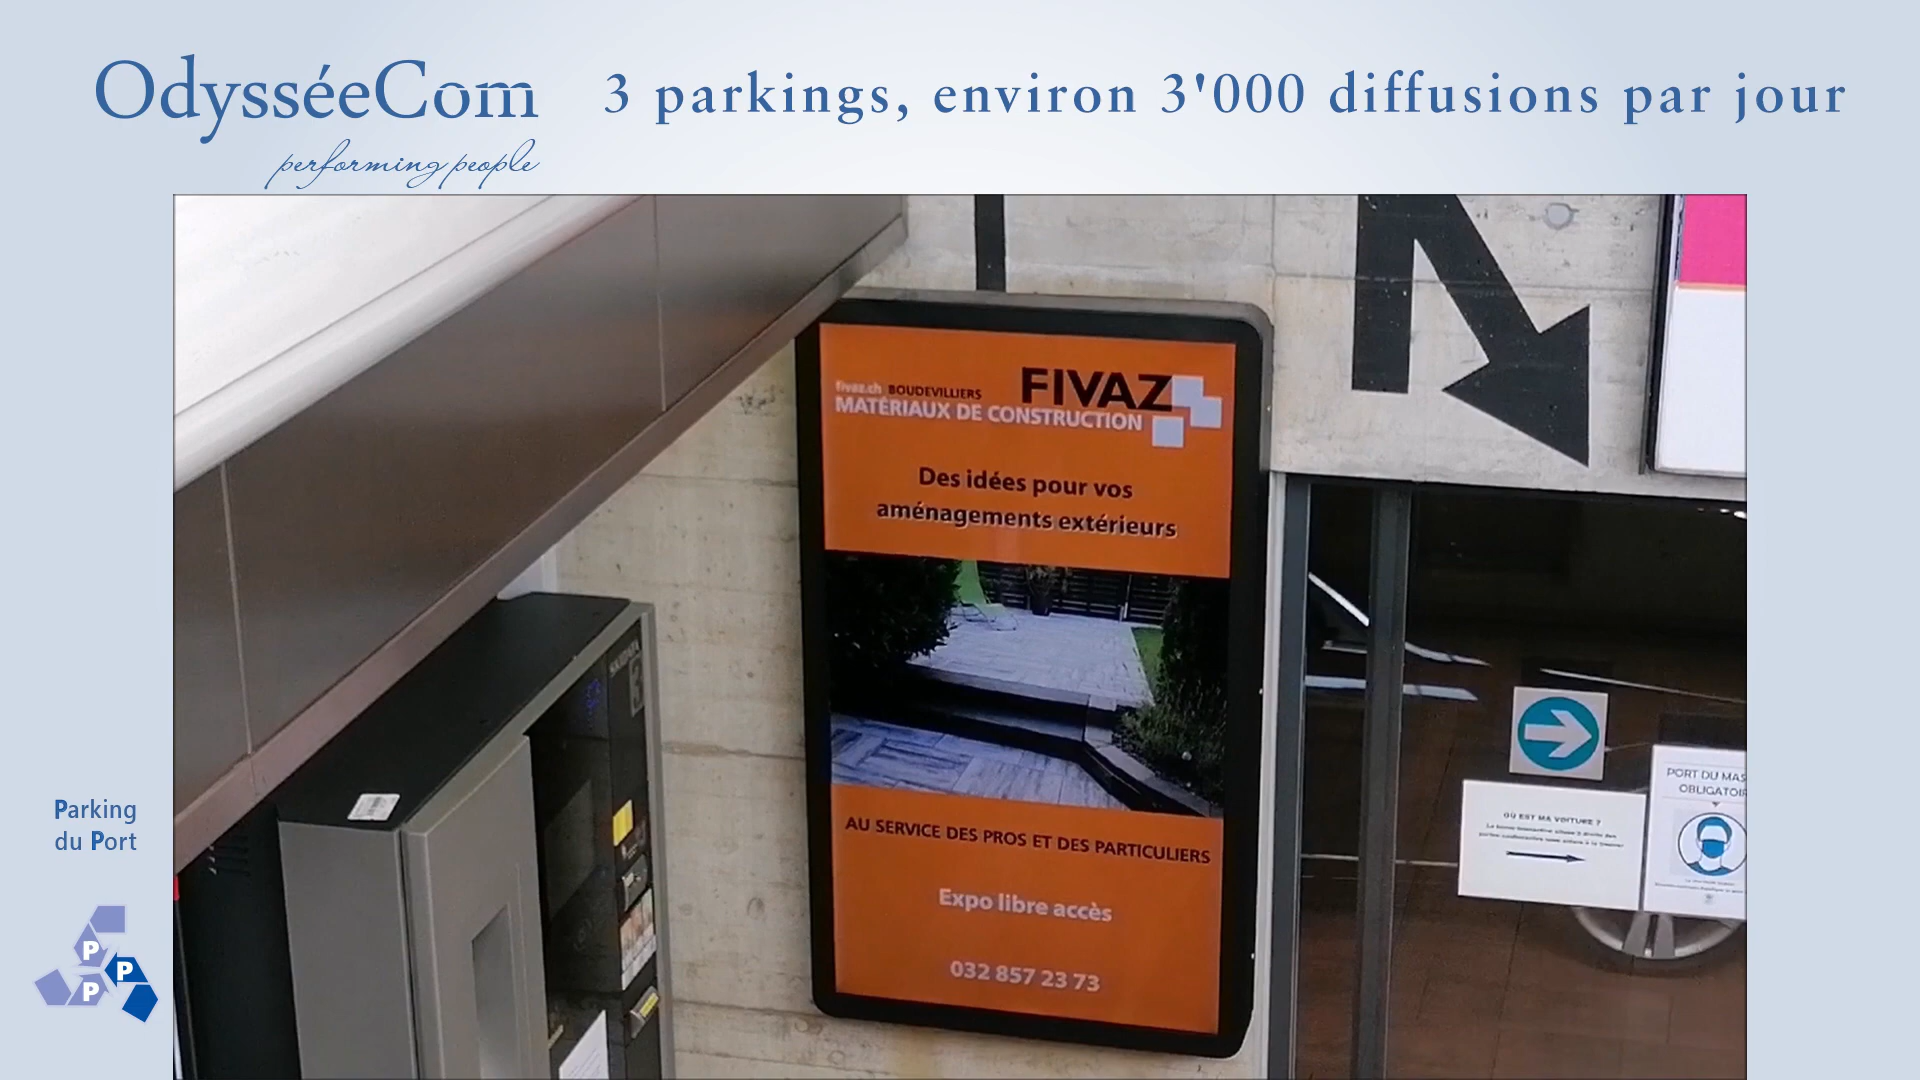 OdysséeCom
performing people
3 parkings, environ 3'000 diffusions par jour
fivaz.ch BOUDEVILLIERS
FIVAZ
MATÉRIAUX DE CONSTRUCTION
Des idées pour vos
aménagements extérieurs
AU SERVICE DES PROS ET DES PARTICULIERS
Expo libre accès
032 857 23 73
OÙ EST MA VOITURE ?
PORT DU MAS
OBLIGATOIR
3
Parking
du Port
P
P
P